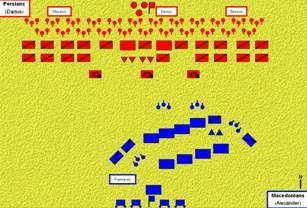 Persians
(Darius)
Mazaeus
Darius
Bessus
Parmenio
N
Macedonians
(Alexander)